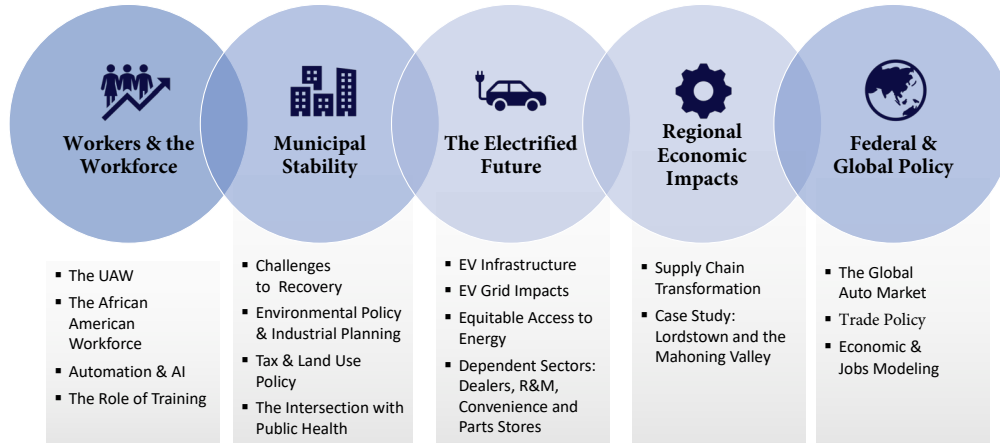 Workers & the
Workforce
Municipal
Stability
The Electrified
Future
Regional
Economic
Impacts
Federal &
Global Policy
▪ The UAW
▪ The African
American
Workforce
▪ Automation & AI
▪ The Role of Training
▪ Challenges
to Recovery
▪ Environmental Policy
& Industrial Planning
▪ Tax & Land Use
Policy
▪ The Intersection with
Public Health
▪ EV Infrastructure
▪ EV Grid Impacts
▪ Equitable Access to
Energy
▪ Dependent Sectors:
Dealers, R&M,
Convenience and
Parts Stores
▪ Supply Chain
Transformation
▪ Case Study:
Lordstown and the
Mahoning Valley
▪ The Global
Auto Market
▪ Trade Policy
▪ Economic &
Jobs Modeling